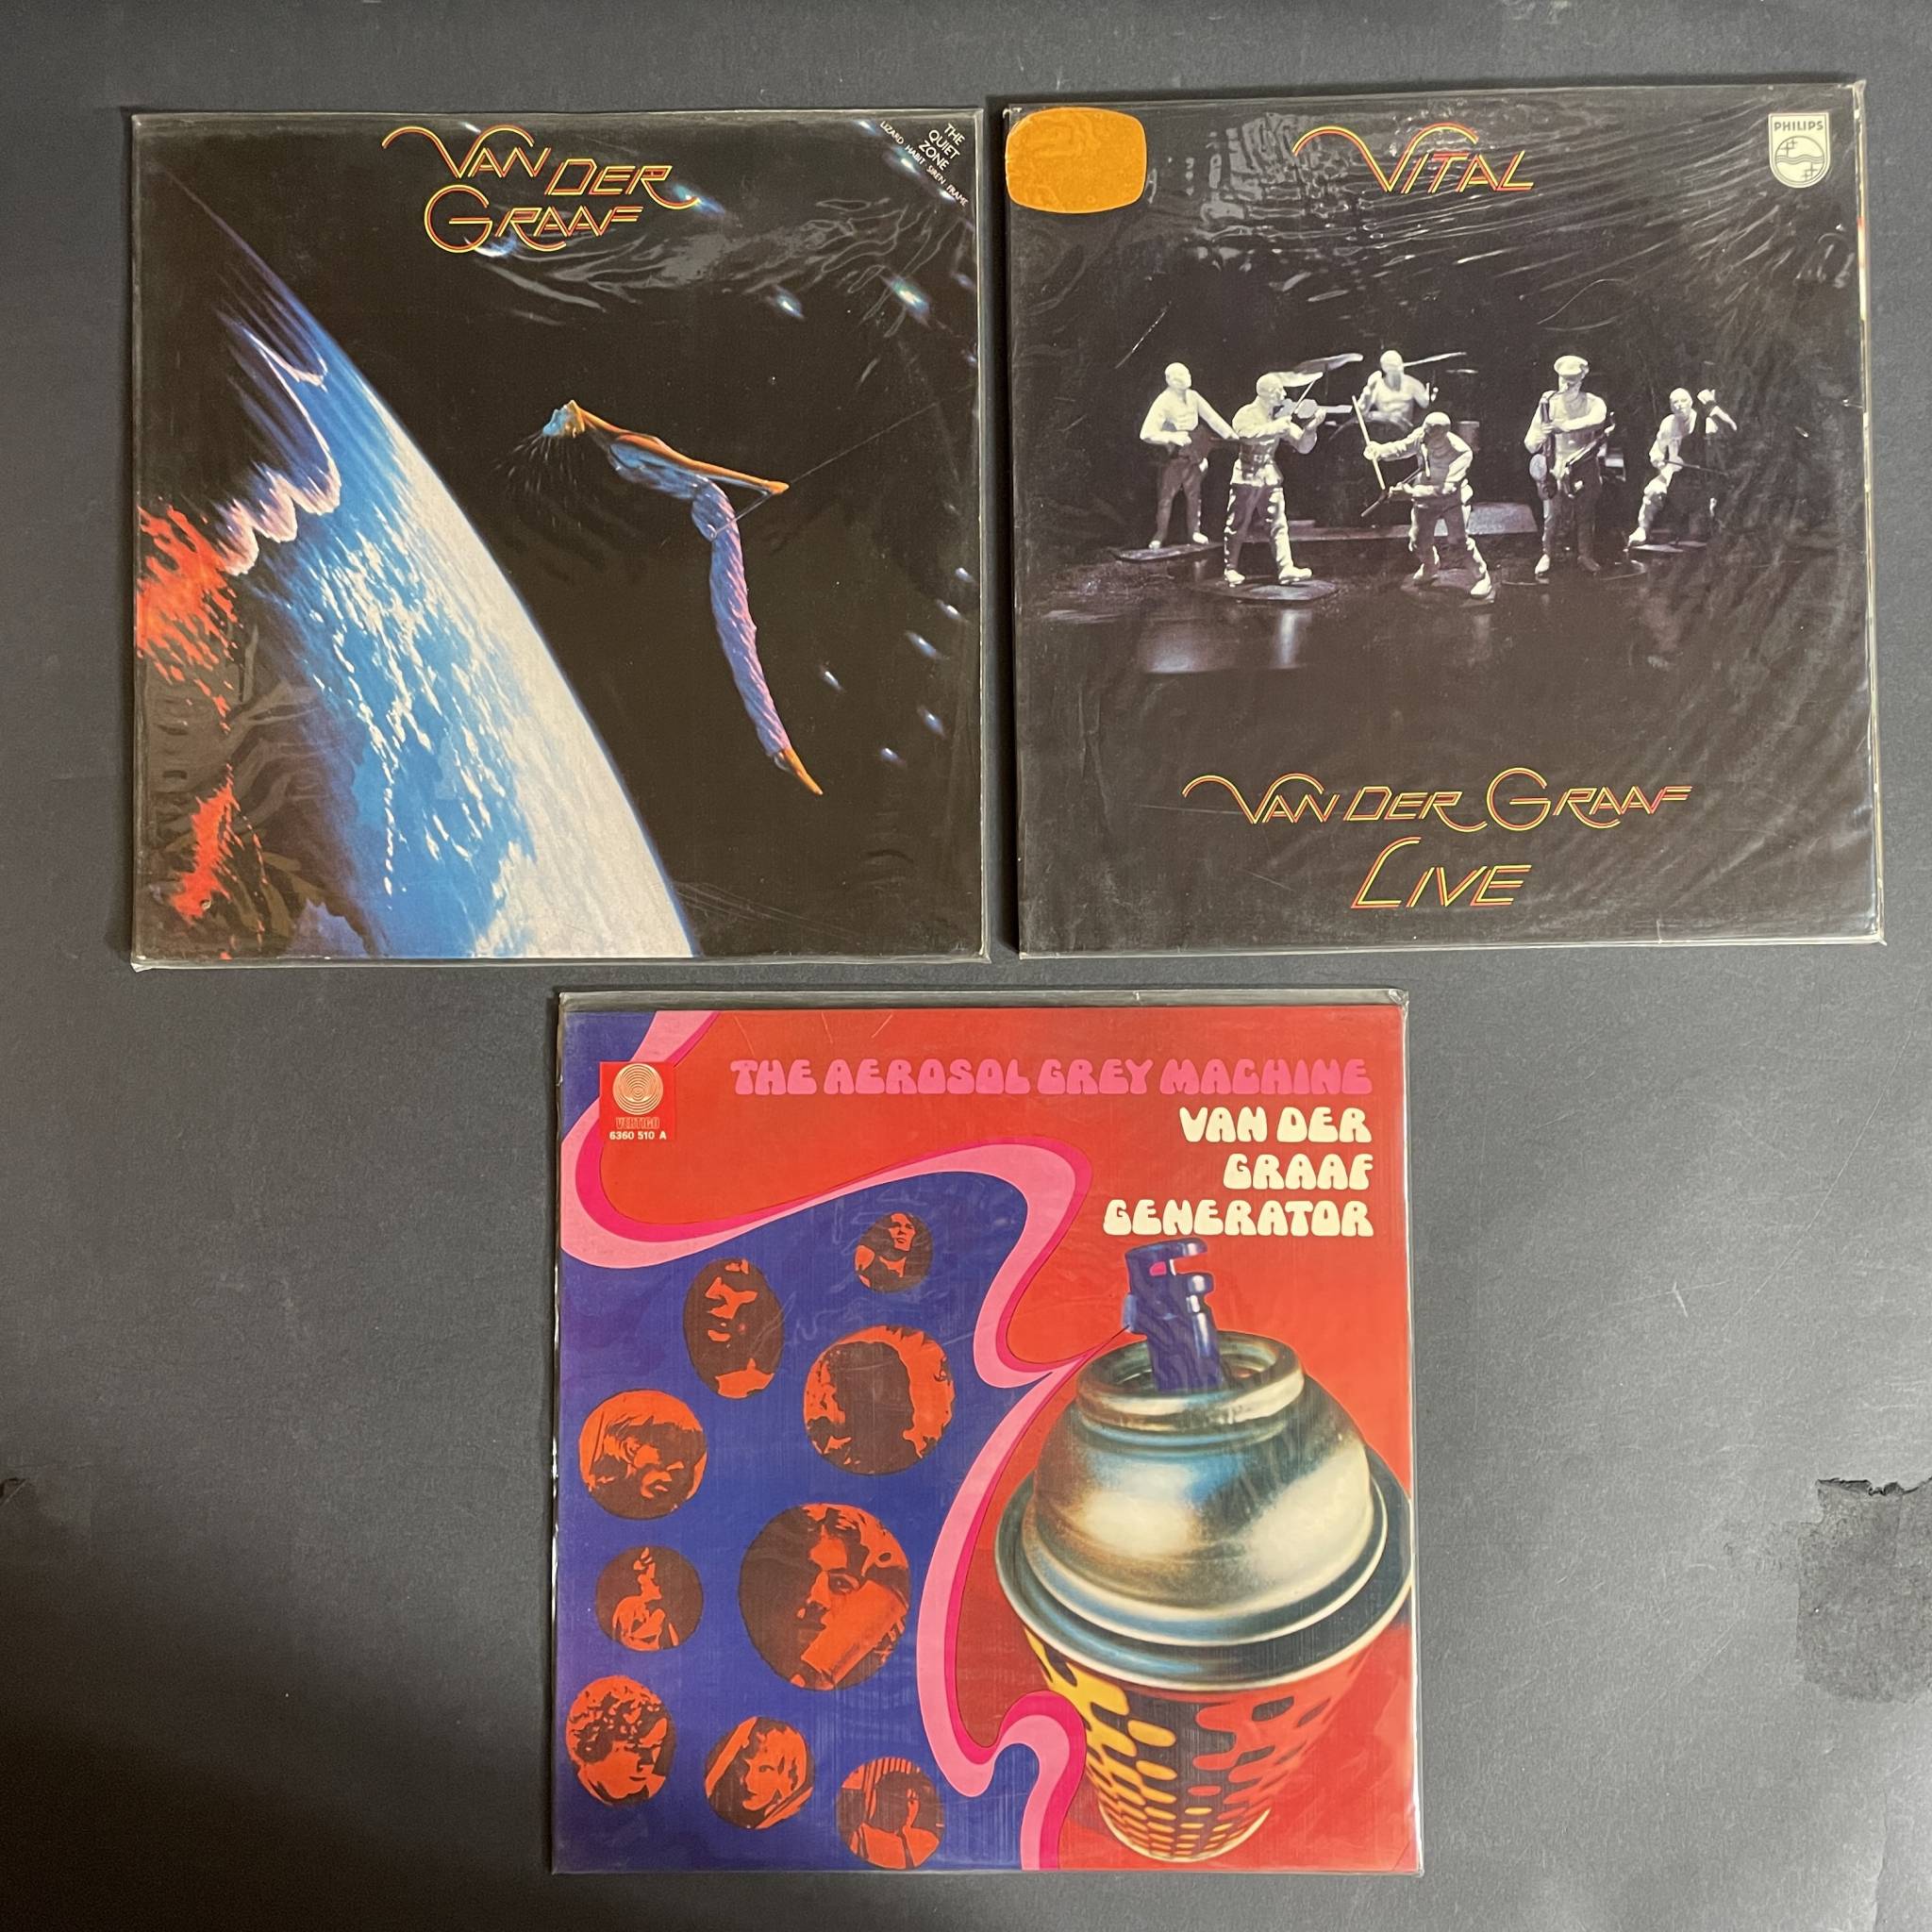 VAN DER
GRAAF
THE
QUIET
ZONE
LIZARD HABIT SIREN FRAME
VITAL
PHILIPS
VAN DER GRAAF
LIVE
THE AEROSOL GREY MACHINE
VAN DER
GRAAF
GENERATOR
VERTIGO
6360 510 A